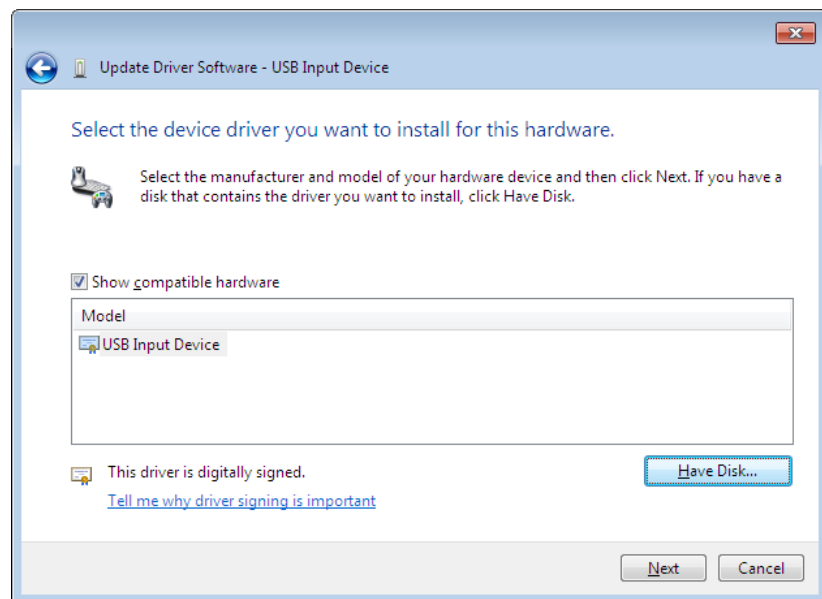 Update Driver Software - USB Input Device
Select the device driver you want to install for this hardware.
Select the manufacturer and model of your hardware device and then click Next. If you have a
disk that contains the driver you want to install, click Have Disk.
Show compatible hardware
Model
USB Input Device
This driver is digitally signed.
Have Disk...
Tell me why driver signing is important
Next
Cancel